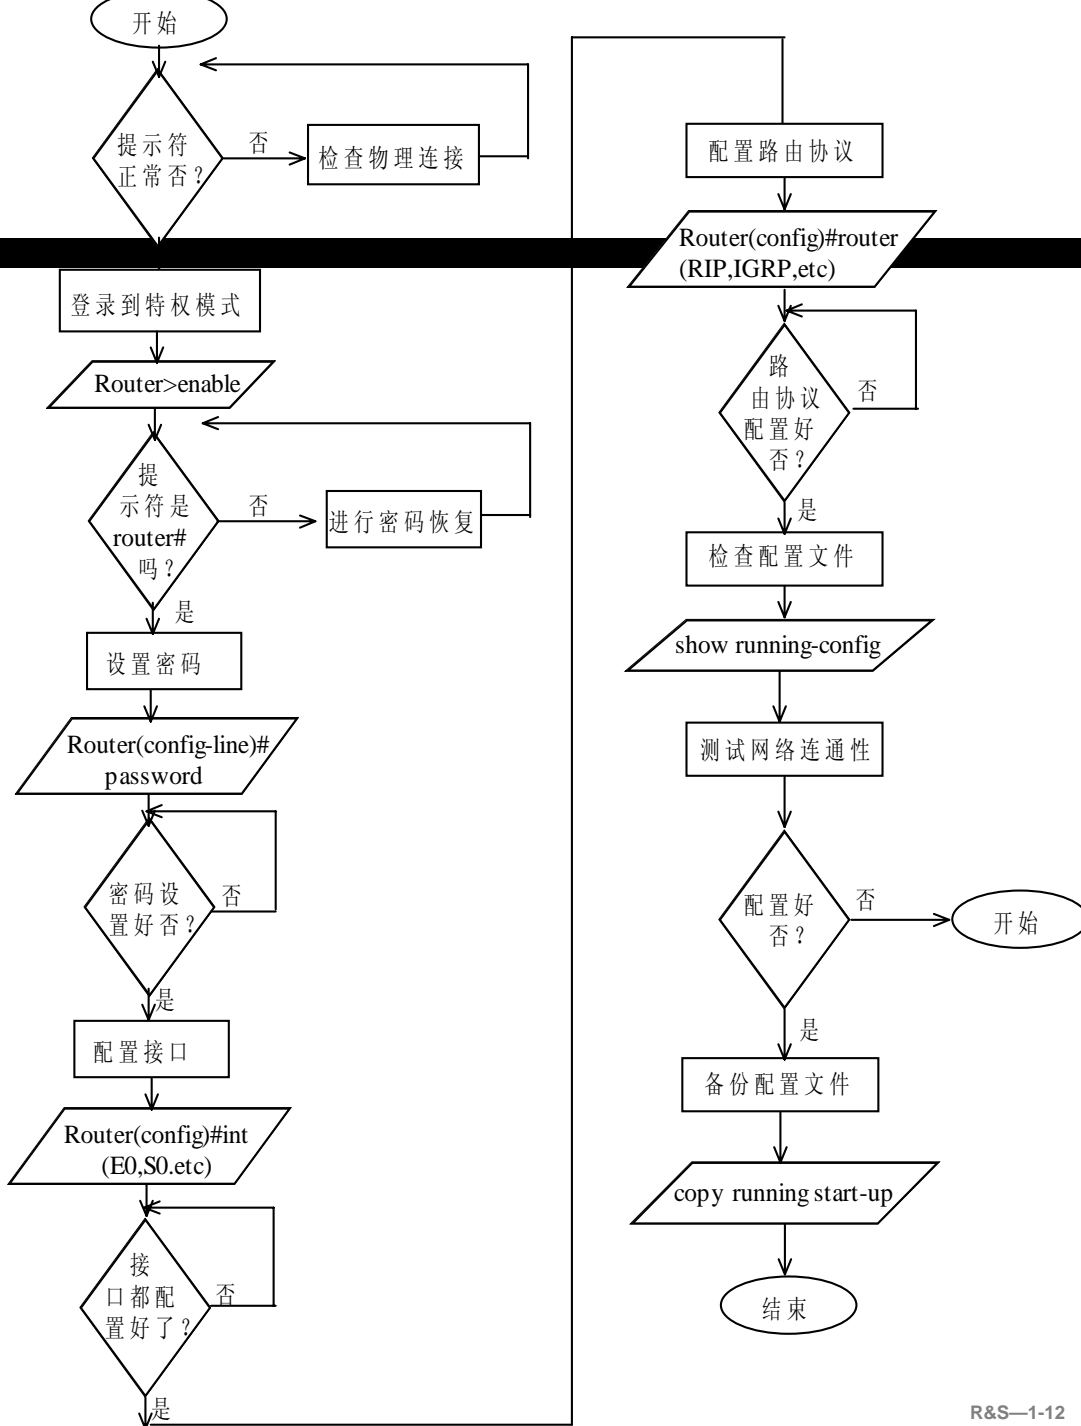 开始
提示符
正常否?
否
检查物理连接
登录到特权模式
Router>enable
提
示符是
router#
吗?
否
进行密码恢复
是
设置密码
Router(config-line)#
password
密码设
置好否?
否
是
配置接口
Router(config)#int
(E0,S0.etc)
接
口都配
置好了?
否
是
配置路由协议
Router(config)#router
(RIP,IGRP,etc)
路
由协议
配置好
否?
否
是
检查配置文件
show running-config
测试网络连通性
配置好
否?
否
开始
是
备份配置文件
copy running start-up
结束
R&S—1-12